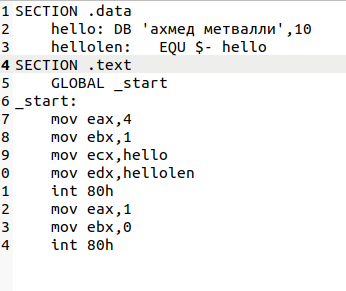 1 SECTION .data
2     hello: DB 'ахмед метвалли',10
3     hellolen:   EQU $- hello
4 SECTION .text
5     GLOBAL _start
6 _start:
7     mov eax,4
8     mov ebx,1
9     mov ecx,hello
0     mov edx,hellolen
1     int 80h
2     mov eax,1
3     mov ebx,0
4     int 80h